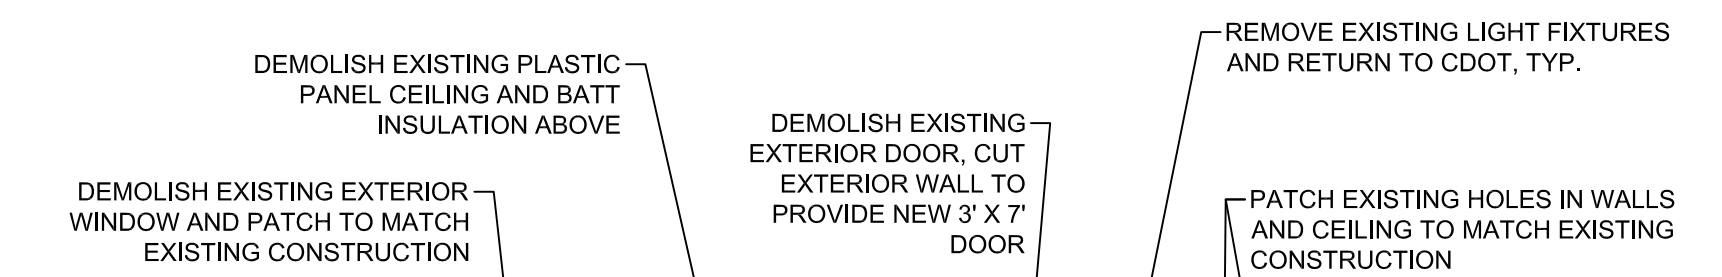 DEMOLISH EXISTING PLASTIC
PANEL CEILING AND BATT
INSULATION ABOVE
DEMOLISH EXISTING EXTERIOR
WINDOW AND PATCH TO MATCH
EXISTING CONSTRUCTION
DEMOLISH EXISTING
EXTERIOR DOOR, CUT
EXTERIOR WALL TO
PROVIDE NEW 3' X 7'
DOOR
REMOVE EXISTING LIGHT FIXTURES
AND RETURN TO CDOT, TYP.
PATCH EXISTING HOLES IN WALLS
AND CEILING TO MATCH EXISTING
CONSTRUCTION